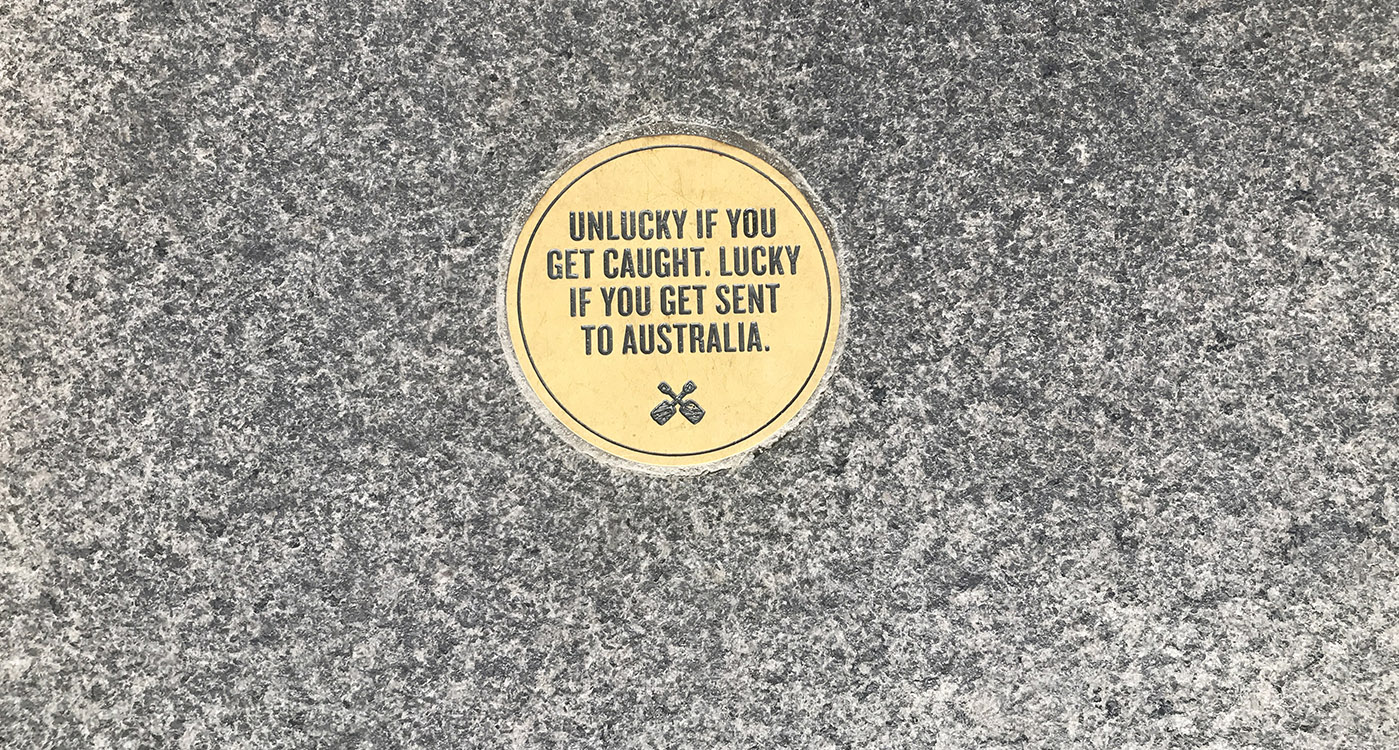 UNLUCKY IF YOU
GET CAUGHT. LUCKY
IF YOU GET SENT
TO AUSTRALIA.